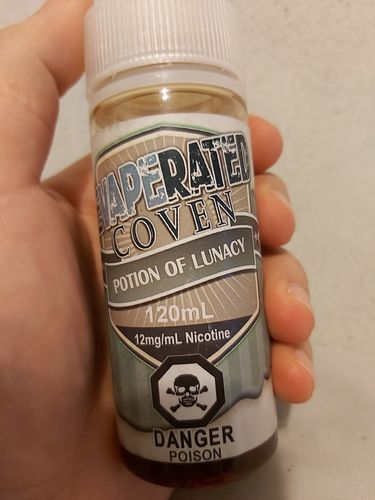 VAPERATED
COVEN
POTION OF LUNACY
120mL
12mg/mL Nicotine
DANGER
POISON